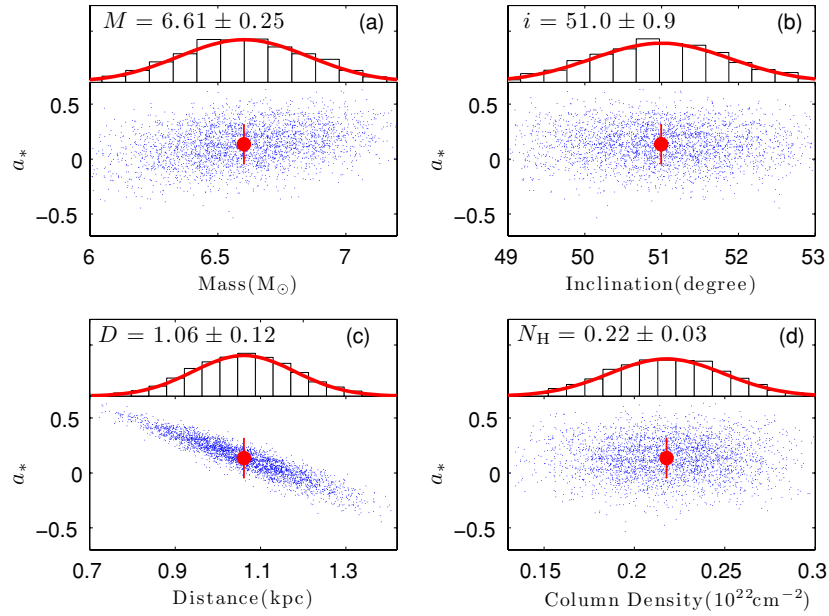 M = 6.61 ± 0.25 (a)
0.5
0
−0.5
a*
6 6.5 7
Mass(M⊙)
i = 51.0 ± 0.9 (b)
0.5
0
−0.5
a*
49 50 51 52 53
Inclination(degree)
D = 1.06 ± 0.12 (c)
0.5
0
−0.5
a*
0.7 0.9 1.1 1.3
Distance(kpc)
N_H = 0.22 ± 0.03 (d)
0.5
0
−0.5
a*
0.15 0.2 0.25 0.3
Column Density(10²²cm⁻²)